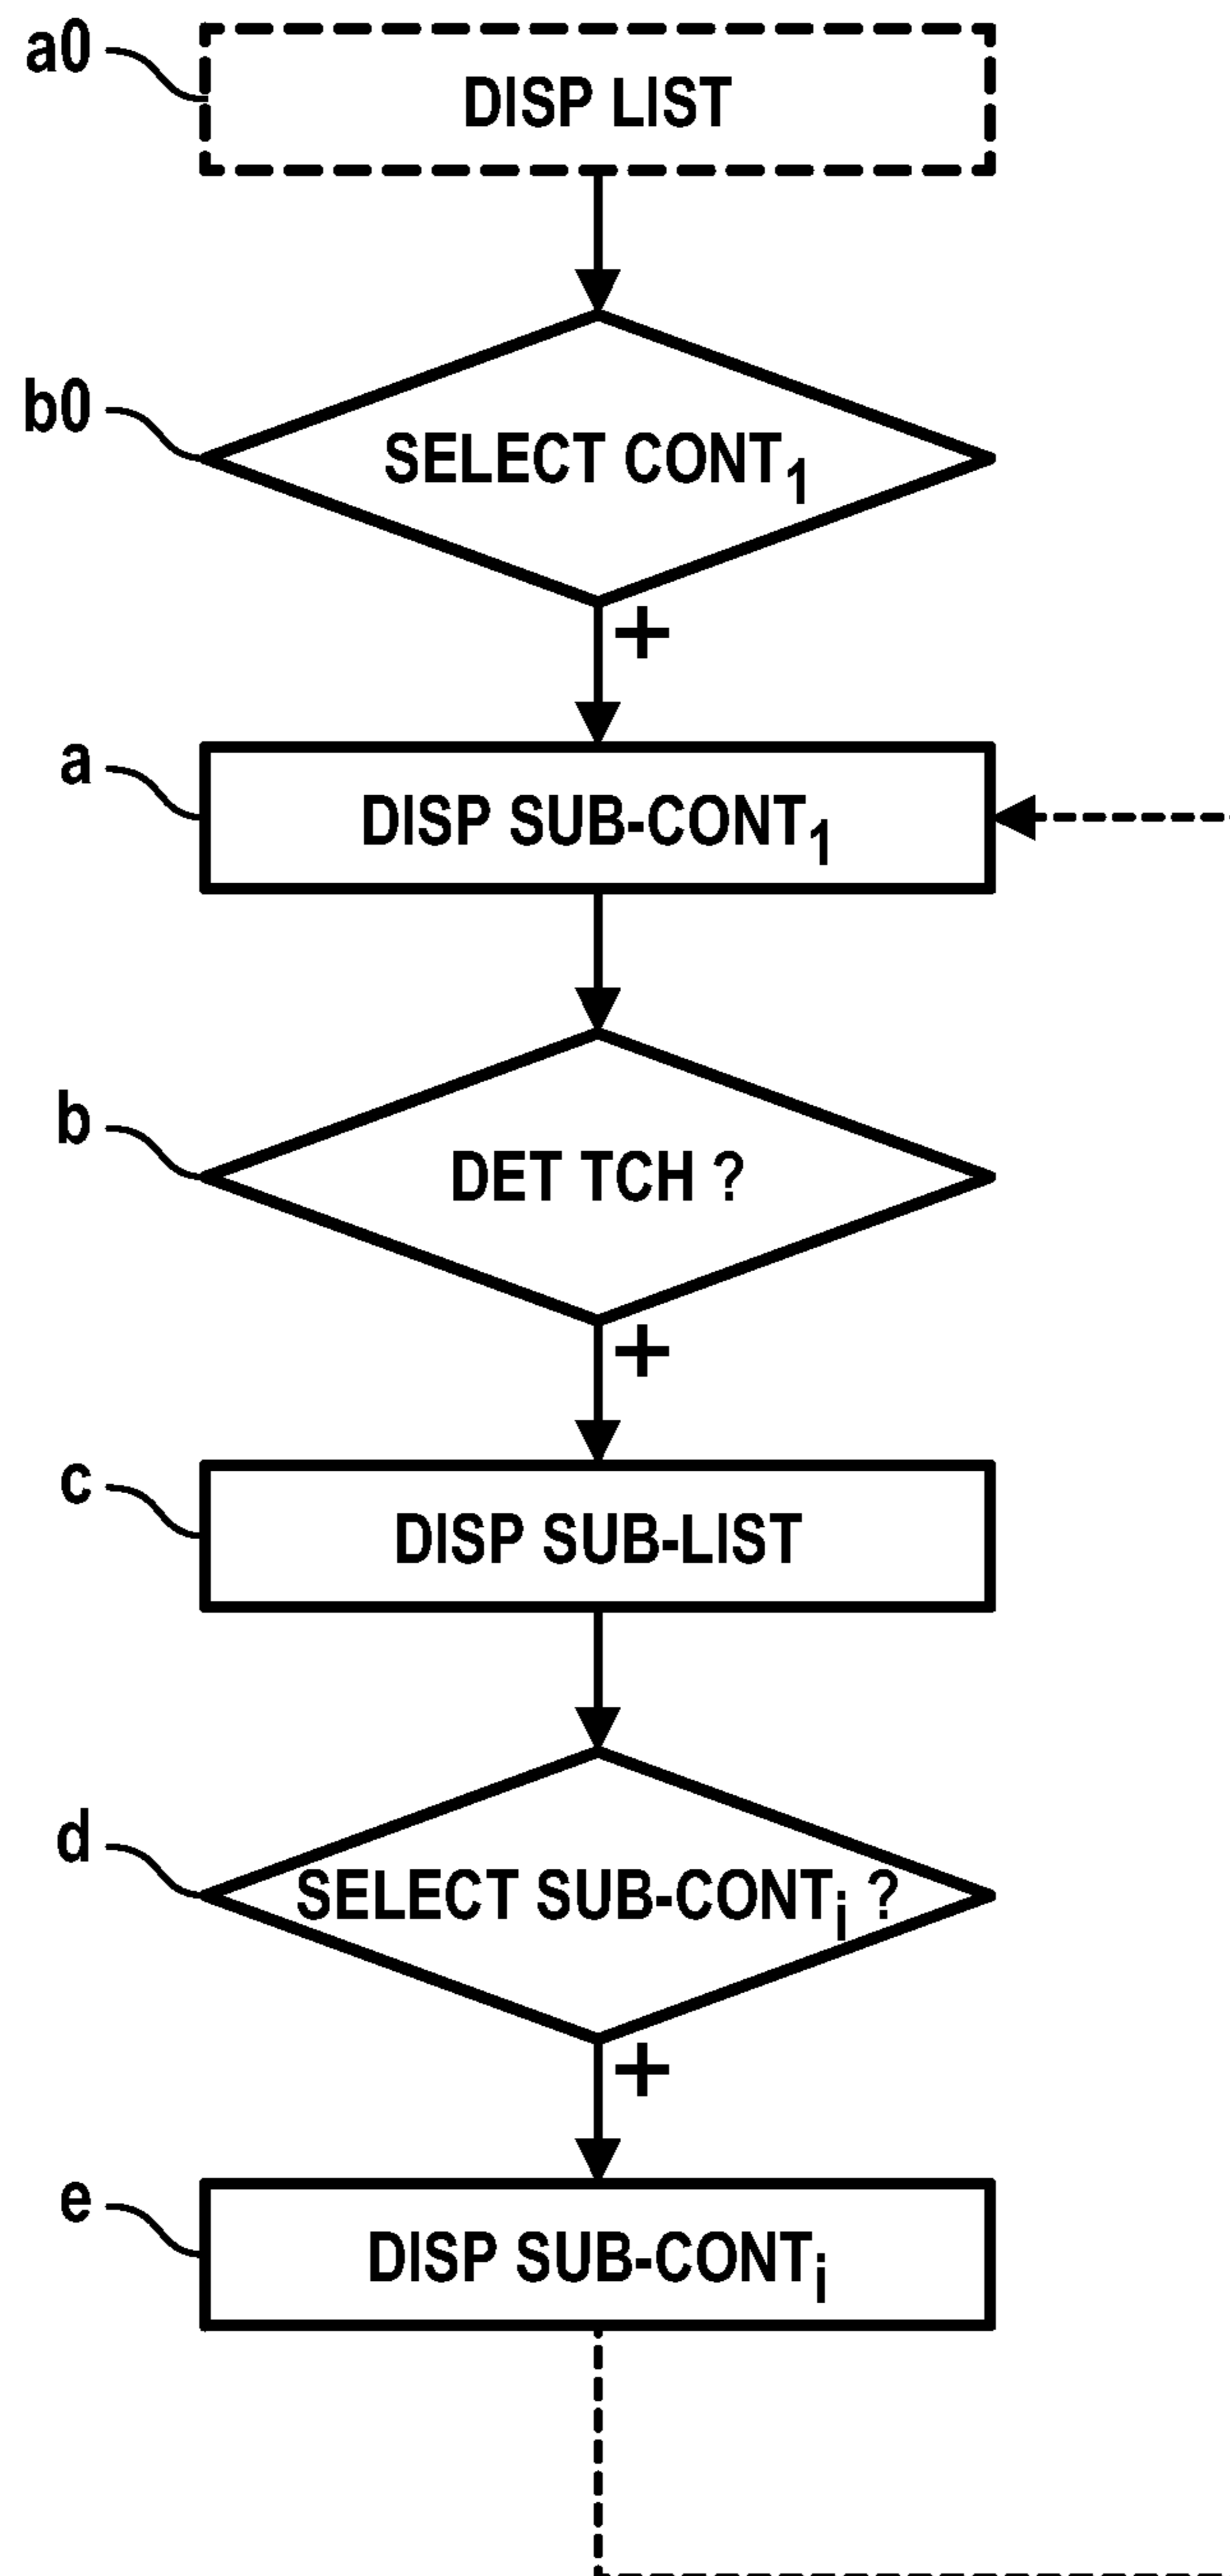 a0
DISP LIST
b0
SELECT CONT₁
+
a
DISP SUB-CONT₁
b
DET TCH ?
+
c
DISP SUB-LIST
d
SELECT SUB-CONTᵢ ?
+
e
DISP SUB-CONTᵢ